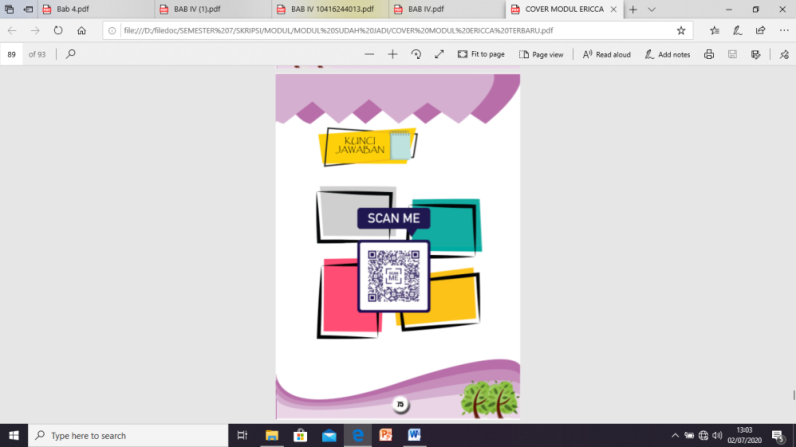 Bab 4.pdf
BAB IV (1).pdf
BAB IV 10416244013.pdf
BAB IV.pdf
COVER MODUL ERICCA
file:///D:/filedoc/SEMESTER%207/SKRIPSI/MODUL/MODUL%20SUDAH%20JADI/COVER%20MODUL%20ERICCA%20TERBARU.pdf
89 of 93
Fit to page
Page view
Read aloud
Add notes
KUNCI
JAWABAN
SCAN ME
75
Type here to search
13:03
02/07/2020